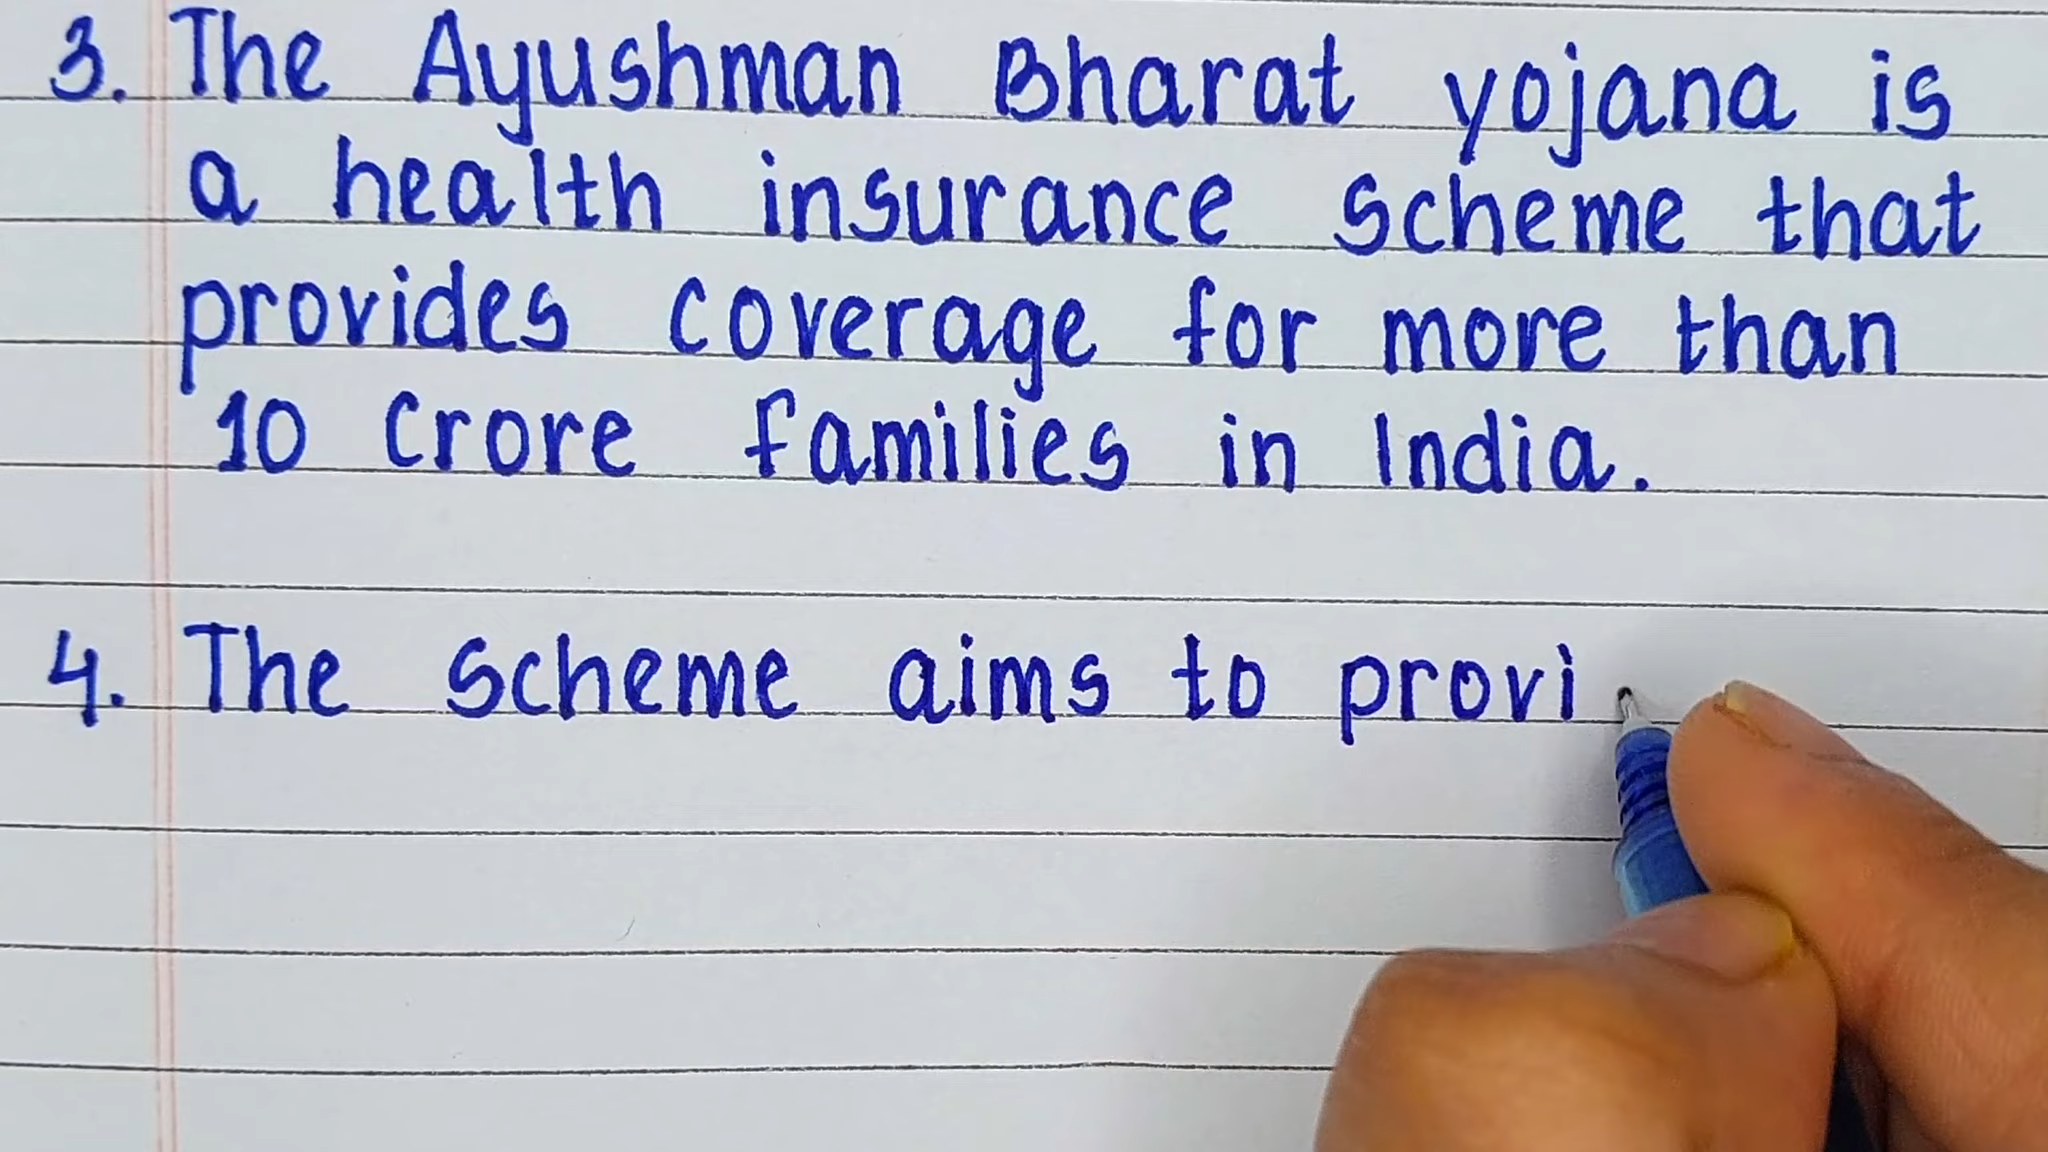 3. The Ayushman Bharat yojana is
a health insurance scheme that
provides coverage for more than
10 Crore families in India.
4. The scheme aims to provi